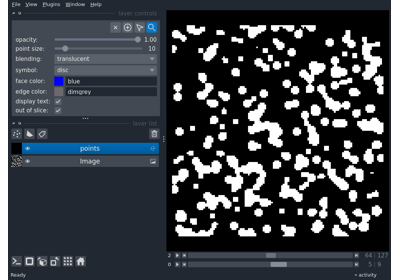 File View Plugins Window Help
layer controls
opacity: 1.00
point size: 10
blending: translucent
symbol: disc
face color: blue
edge color: dimgrey
display text:
out of slice:
layer list
points
Image
2 64 127
0 5 9
Ready activity